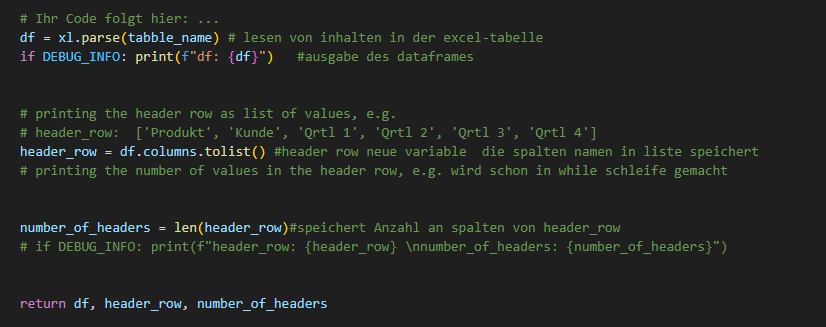 # Ihr Code folgt hier: ...
df = xl.parse(tabble_name) # lesen von inhalten in der excel-tabelle
if DEBUG_INFO: print(f"df: {df}")   #ausgabe des dataframes
# printing the header row as list of values, e.g.
# header_row:  ['Produkt', 'Kunde', 'Qrtl 1', 'Qrtl 2', 'Qrtl 3', 'Qrtl 4']
header_row = df.columns.tolist() #header row neue variable  die spalten namen in liste speichert
# printing the number of values in the header row, e.g. wird schon in while schleife gemacht
number_of_headers = len(header_row)#speichert Anzahl an spalten von header_row
# if DEBUG_INFO: print(f"header_row: {header_row} \nnumber_of_headers: {number_of_headers}")
return df, header_row, number_of_headers